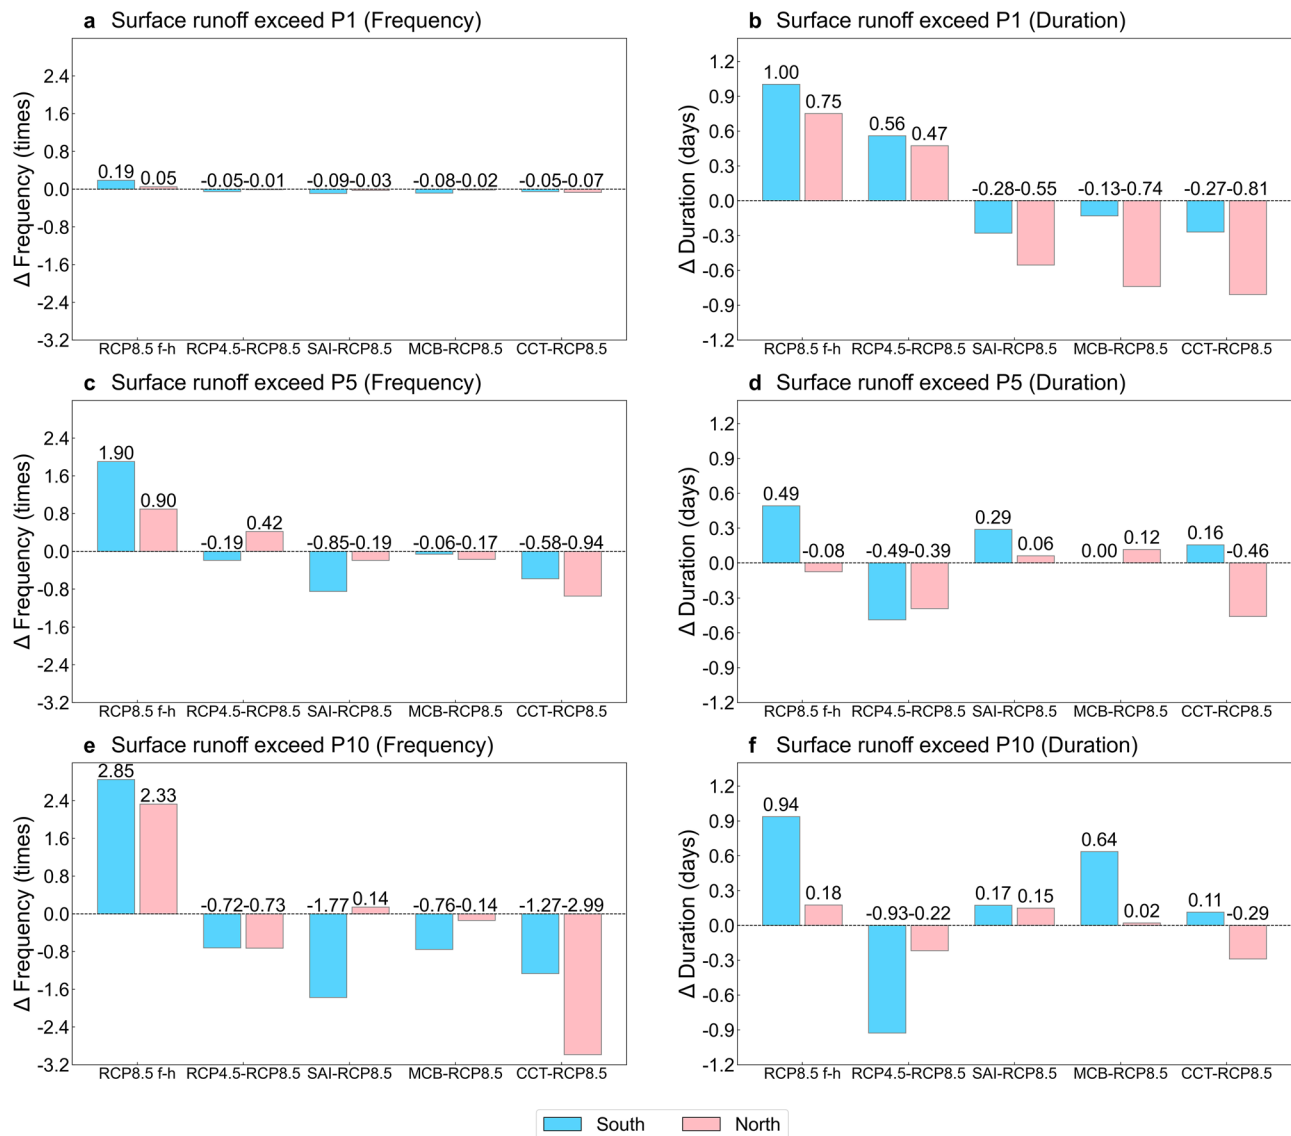 a Surface runoff exceed P1 (Frequency)
Δ Frequency (times)
2.4
1.6
0.8
0.0
-0.8
-1.6
-2.4
-3.2
0.19 0.05 -0.05 -0.01 -0.09 -0.03 -0.08 -0.02 -0.05 -0.07
RCP8.5 f-h RCP4.5-RCP8.5 SAI-RCP8.5 MCB-RCP8.5 CCT-RCP8.5
b Surface runoff exceed P1 (Duration)
Δ Duration (days)
1.2
0.9
0.6
0.3
0.0
-0.3
-0.6
-0.9
-1.2
1.00 0.75 0.56 0.47 -0.28 -0.55 -0.13 -0.74 -0.27 -0.81
RCP8.5 f-h RCP4.5-RCP8.5 SAI-RCP8.5 MCB-RCP8.5 CCT-RCP8.5
c Surface runoff exceed P5 (Frequency)
Δ Frequency (times)
2.4
1.6
0.8
0.0
-0.8
-1.6
-2.4
-3.2
1.90 0.90 -0.19 0.42 -0.85 -0.19 -0.06 -0.17 -0.58 -0.94
RCP8.5 f-h RCP4.5-RCP8.5 SAI-RCP8.5 MCB-RCP8.5 CCT-RCP8.5
d Surface runoff exceed P5 (Duration)
Δ Duration (days)
1.2
0.9
0.6
0.3
0.0
-0.3
-0.6
-0.9
-1.2
0.49 -0.08 -0.49 -0.39 0.29 0.06 0.00 0.12 0.16 -0.46
RCP8.5 f-h RCP4.5-RCP8.5 SAI-RCP8.5 MCB-RCP8.5 CCT-RCP8.5
e Surface runoff exceed P10 (Frequency)
Δ Frequency (times)
2.4
1.6
0.8
0.0
-0.8
-1.6
-2.4
-3.2
2.85 2.33 -0.72 -0.73 -1.77 0.14 -0.76 -0.14 -1.27 -2.99
RCP8.5 f-h RCP4.5-RCP8.5 SAI-RCP8.5 MCB-RCP8.5 CCT-RCP8.5
f Surface runoff exceed P10 (Duration)
Δ Duration (days)
1.2
0.9
0.6
0.3
0.0
-0.3
-0.6
-0.9
-1.2
0.94 0.18 -0.93 -0.22 0.17 0.15 0.64 0.02 0.11 -0.29
RCP8.5 f-h RCP4.5-RCP8.5 SAI-RCP8.5 MCB-RCP8.5 CCT-RCP8.5
South North